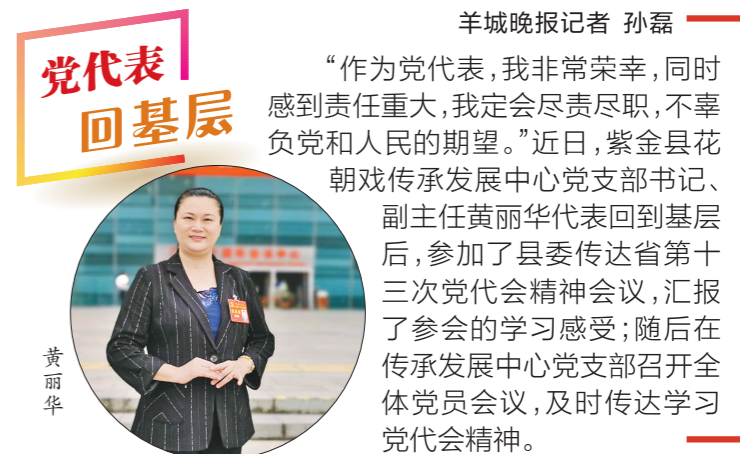 党代表
回基层
羊城晚报记者 孙磊
“作为党代表，我非常荣幸，同时
感到责任重大，我定会尽责尽职，不辜
负党和人民的期望。”近日，紫金县花
朝戏传承发展中心党支部书记、
副主任黄丽华代表回到基层
后，参加了县委传达省第十
三次党代会精神会议，汇报
了参会的学习感受；随后在
传承发展中心党支部召开全
体党员会议，及时传达学习
党代会精神。
黄丽华